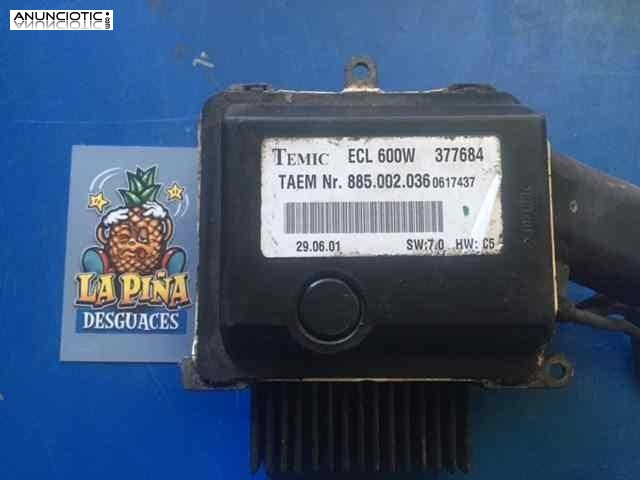 ANUNCIOTIC.com
TEMIC ECL 600W 377684
TAEM Nr. 885.002.036 0617437
29.06.01 SW:7.0 HW: C5
LA PIÑA
DESGUACES